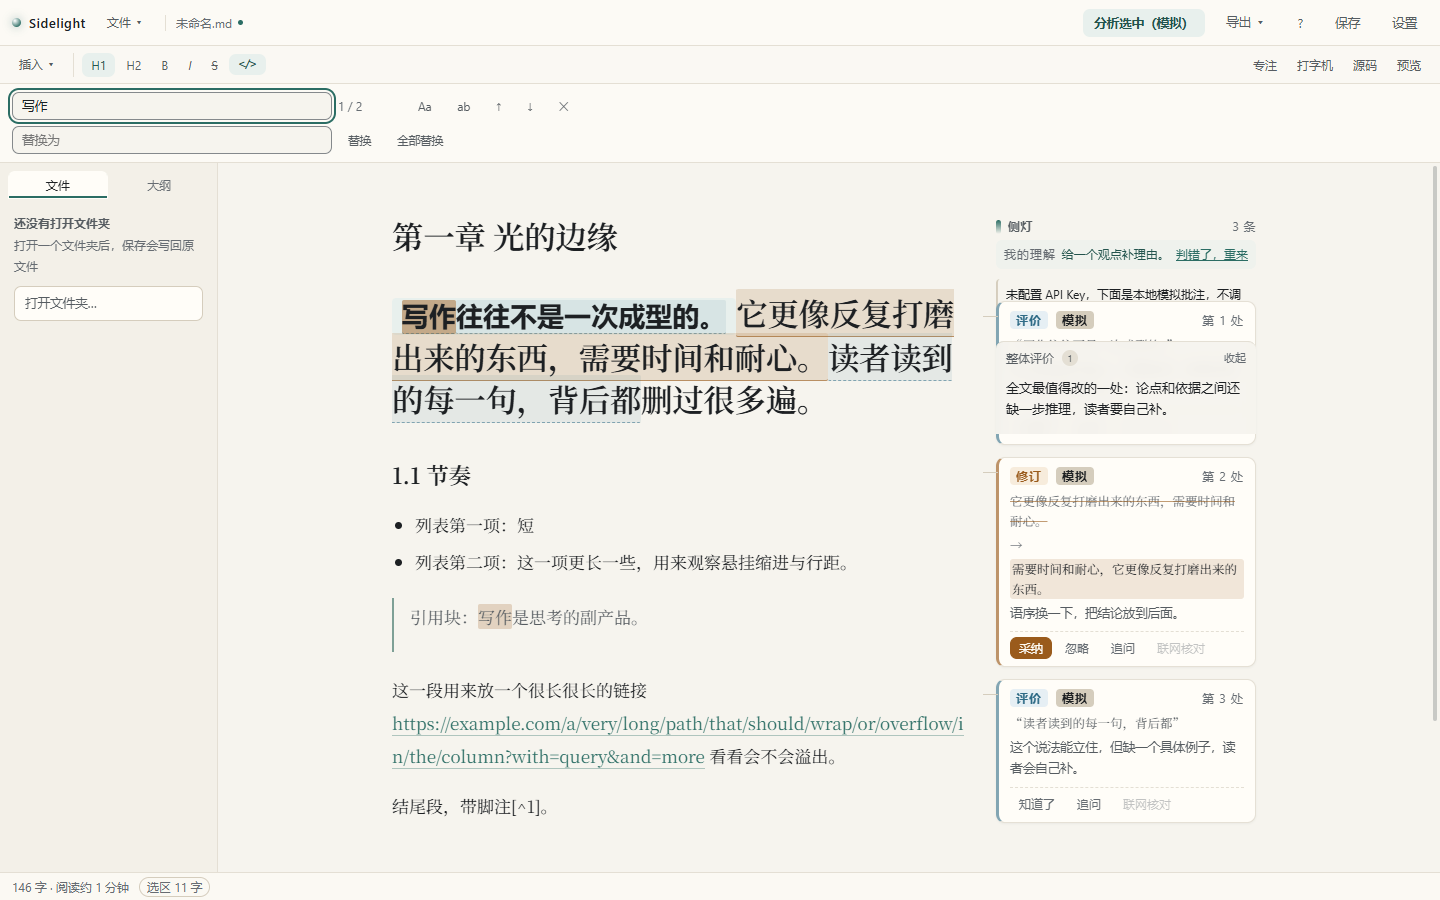 Sidelight 文件 未命名.md 分析选中（模拟） 导出 ? 保存 设置
插入 H1 H2 B I S </> 专注 打字机 源码 预览
写作 1 / 2 Aa ab ↑ ↓ ×
替换为 替换 全部替换
文件 大纲
还没有打开文件夹
打开一个文件夹后，保存会写回原
文件
打开文件夹...
第一章 光的边缘
写作往往不是一次成型的。 它更像反复打磨
出来的东西，需要时间和耐心。读者读到
的每一句，背后都删过很多遍。
1.1 节奏
列表第一项：短
列表第二项：这一项更长一些，用来观察悬挂缩进与行距。
引用块：写作是思考的副产品。
这一段用来放一个很长很长的链接
https://example.com/a/very/long/path/that/should/wrap/or/overflow/i
n/the/column?with=query&and=more 看看会不会溢出。
结尾段，带脚注[^1]。
侧灯 3 条
我的理解 给一个观点补理由。 判错了，重来
未配置 API Key，下面是本地模拟批注，不调
评价 模拟 第 1 处
整体评价 1 收起
全文最值得改的一处：论点和依据之间还
缺一步推理，读者要自己补。
修订 模拟 第 2 处
它更像反复打磨出来的东西，需要时间和
耐心。
→
需要时间和耐心，它更像反复打磨出来的
东西。
语序换一下，把结论放到后面。
采纳 忽略 追问 联网核对
评价 模拟 第 3 处
“读者读到的每一句，背后都”
这个说法能立住，但缺一个具体例子，读
者会自己补。
知道了 追问 联网核对
146 字 · 阅读约 1 分钟 选区 11 字